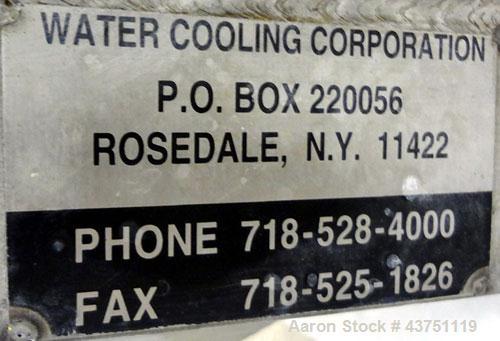 WATER COOLING CORPORATION
P.O. BOX 220056
ROSEDALE, N.Y. 11422
PHONE 718-528-4000
FAX 718-525-1826
Aaron Stock # 43751119